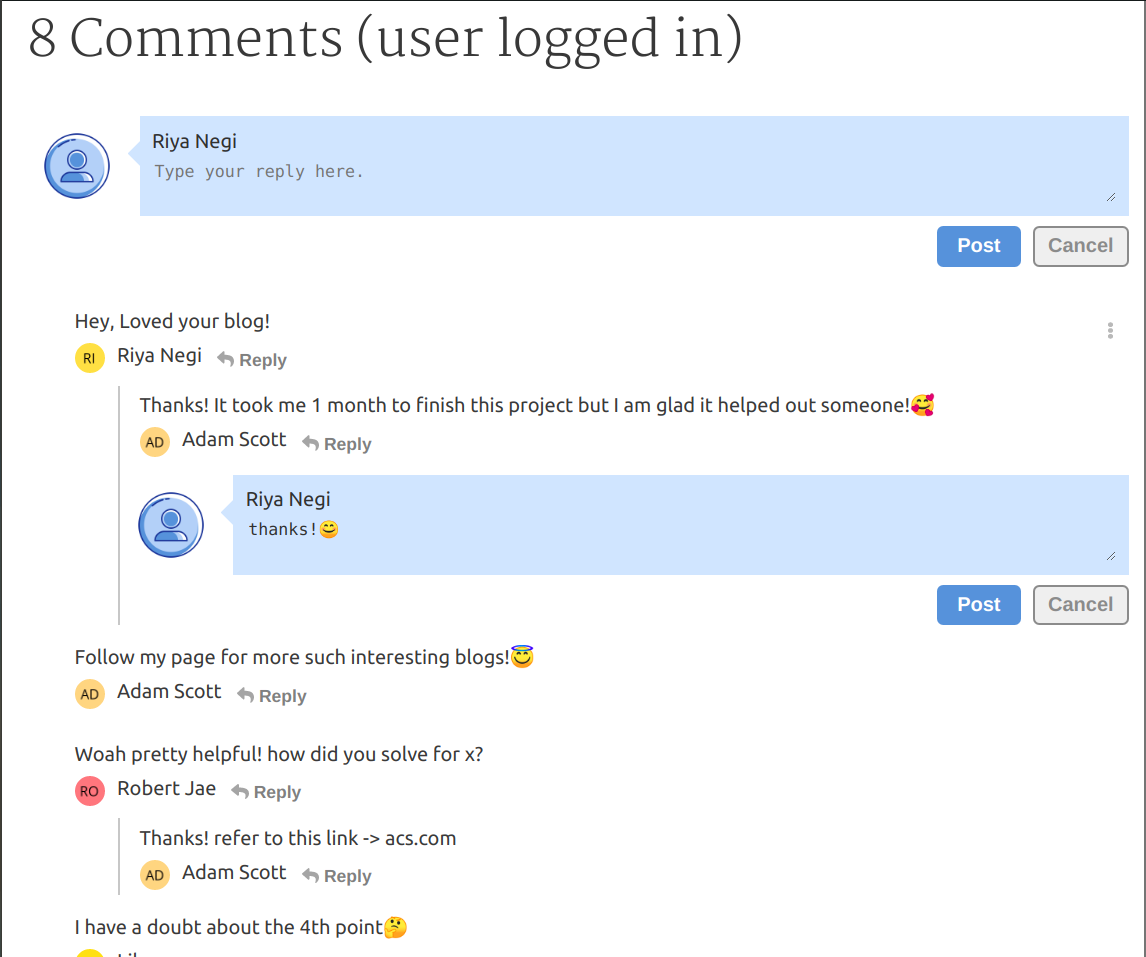 8 Comments (user logged in)
Riya Negi
Type your reply here.
Post Cancel
Hey, Loved your blog!
RI Riya Negi Reply
Thanks! It took me 1 month to finish this project but I am glad it helped out someone!🥰
AD Adam Scott Reply
Riya Negi
thanks!😊
Post Cancel
Follow my page for more such interesting blogs!😇
AD Adam Scott Reply
Woah pretty helpful! how did you solve for x?
RO Robert Jae Reply
Thanks! refer to this link -> acs.com
AD Adam Scott Reply
I have a doubt about the 4th point🤔